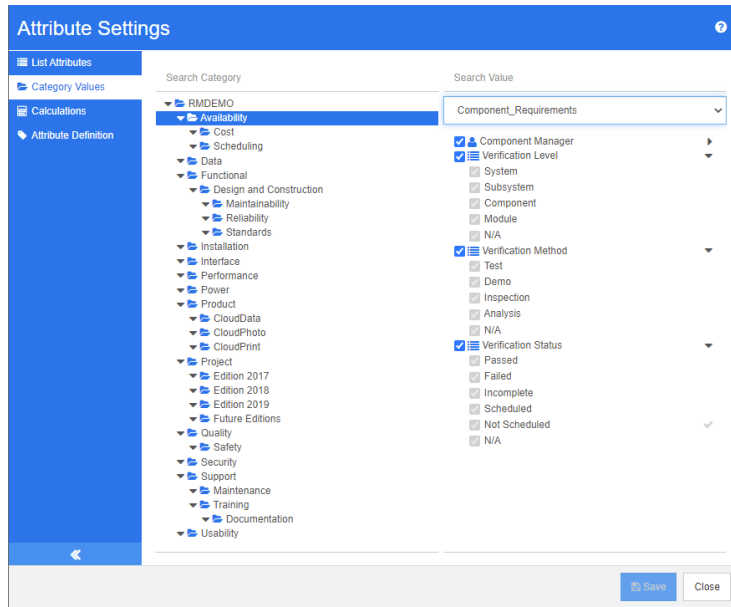 Attribute Settings
List Attributes
Category Values
Calculations
Attribute Definition
Search Category
RMDEMO
Availability
Cost
Scheduling
Data
Functional
Design and Construction
Maintainability
Reliability
Standards
Installation
Interface
Performance
Power
Product
CloudData
CloudPhoto
CloudPrint
Project
Edition 2017
Edition 2018
Edition 2019
Future Editions
Quality
Safety
Security
Support
Maintenance
Training
Documentation
Usability
Search Value
Component_Requirements
Component Manager
Verification Level
System
Subsystem
Component
Module
N/A
Verification Method
Test
Demo
Inspection
Analysis
N/A
Verification Status
Passed
Failed
Incomplete
Scheduled
Not Scheduled
N/A
Save
Close